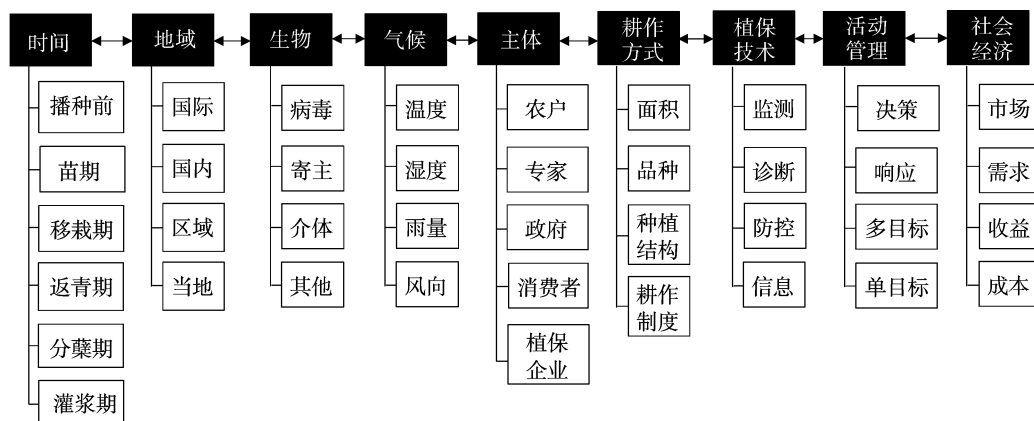 时间
地域
生物
气候
主体
耕作
方式
植保
技术
活动
管理
社会
经济
播种前
苗期
移栽期
返青期
分蘖期
灌浆期
国际
国内
区域
当地
病毒
寄主
介体
其他
温度
湿度
雨量
风向
农户
专家
政府
消费者
植保
企业
面积
品种
种植
结构
耕作
制度
监测
诊断
防控
信息
决策
响应
多目标
单目标
市场
需求
收益
成本